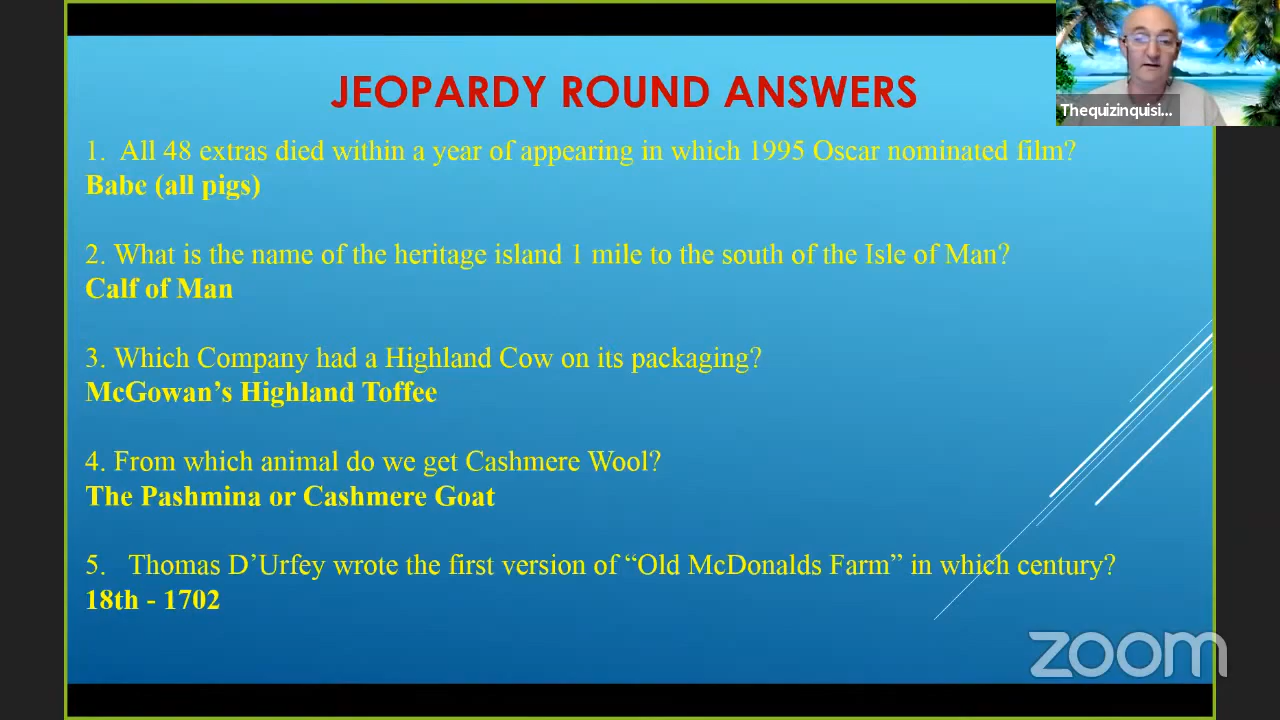 JEOPARDY ROUND ANSWERS
Thequizinquisi...
1. All 48 extras died within a year of appearing in which 1995 Oscar nominated film?
Babe (all pigs)
2. What is the name of the heritage island 1 mile to the south of the Isle of Man?
Calf of Man
3. Which Company had a Highland Cow on its packaging?
McGowan’s Highland Toffee
4. From which animal do we get Cashmere Wool?
The Pashmina or Cashmere Goat
5. Thomas D’Urfey wrote the first version of “Old McDonalds Farm” in which century?
18th - 1702
zoom